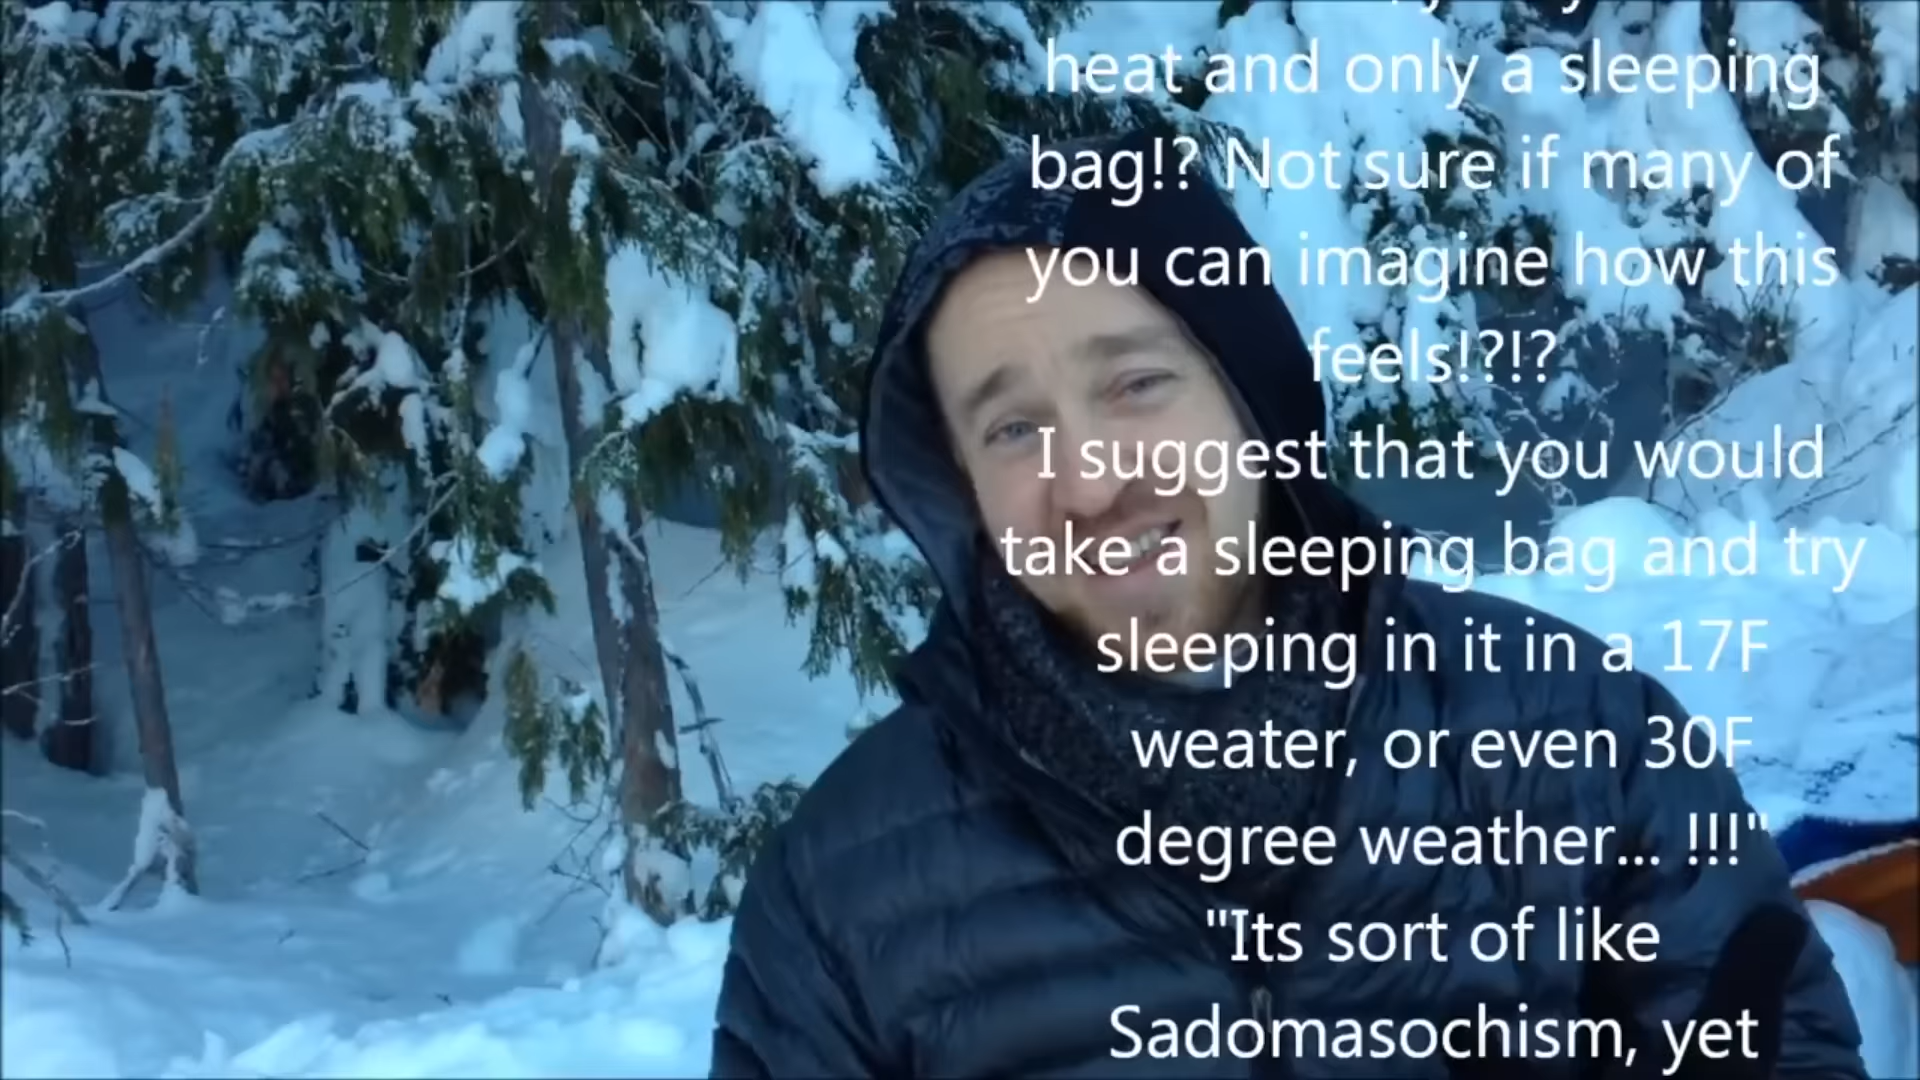 heat and only a sleeping
bag!? Not sure if many of
you can imagine how this
feels!?!?
I suggest that you would
take a sleeping bag and try
sleeping in it in a 17F
weater, or even 30F
degree weather... !!!"
"Its sort of like
Sadomasochism, yet